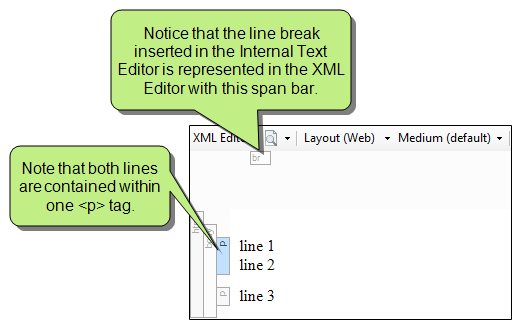 Notice that the line break
inserted in the Internal Text
Editor is represented in the XML
Editor with this span bar.
XML Edit
Layout (Web)
Medium (default)
br
Note that both lines
are contained within
one <p> tag.
p
line 1
line 2
p
line 3